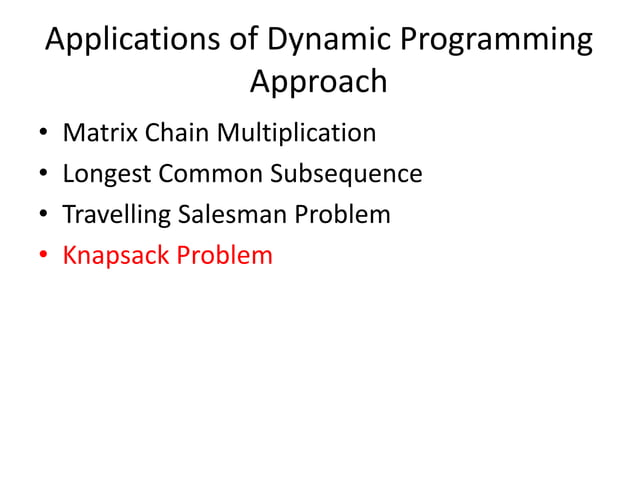 Applications of Dynamic Programming
Approach
• Matrix Chain Multiplication
• Longest Common Subsequence
• Travelling Salesman Problem
• Knapsack Problem